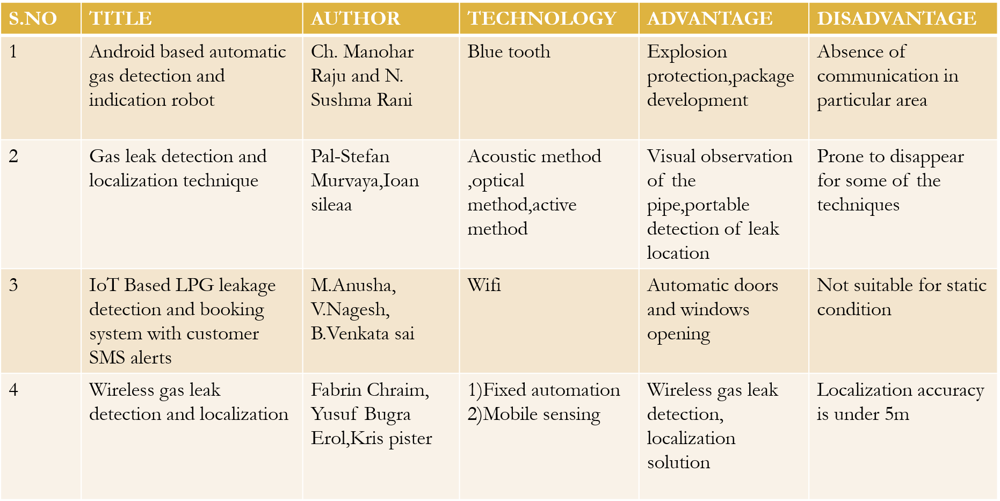 S.NO
TITLE
AUTHOR
TECHNOLOGY
ADVANTAGE
DISADVANTAGE
1
Android based automatic
gas detection and
indication robot
Ch. Manohar
Raju and N.
Sushma Rani
Blue tooth
Explosion
protection,package
development
Absence of
communication in
particular area
2
Gas leak detection and
localization technique
Pal-Stefan
Murvaya,Ioan
sileaa
Acoustic method
,optical
method,active
method
Visual observation
of the
pipe,portable
detection of leak
location
Prone to disappear
for some of the
techniques
3
IoT Based LPG leakage
detection and booking
system with customer
SMS alerts
M.Anusha,
V.Nagesh,
B.Venkata sai
Wifi
Automatic doors
and windows
opening
Not suitable for static
condition
4
Wireless gas leak
detection and localization
Fabrin Chraim,
Yusuf Bugra
Erol,Kris pister
1)Fixed automation
2)Mobile sensing
Wireless gas leak
detection,
localization
solution
Localization accuracy
is under 5m